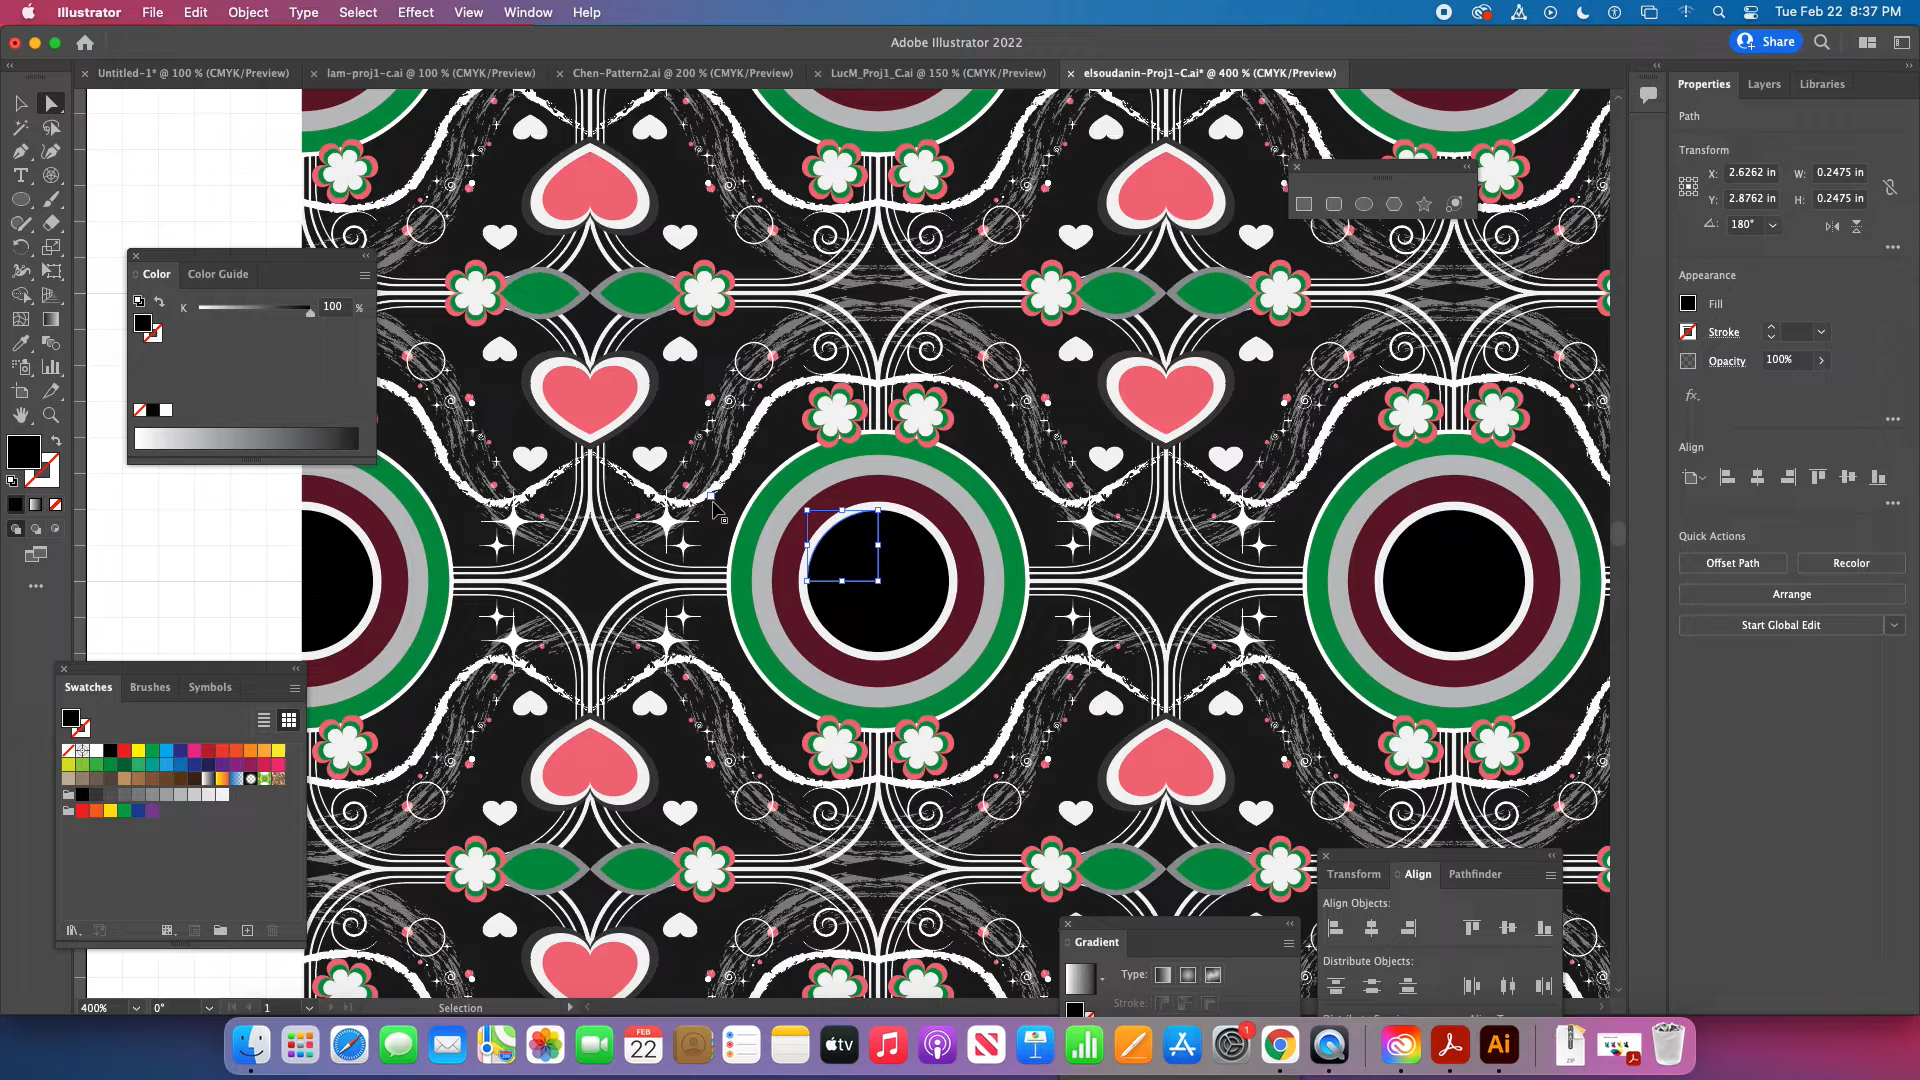 Illustrator File Edit Object Type Select Effect View Window Help Tue Feb 22 8:37 PM
Adobe Illustrator 2022 Share
Untitled-1* @ 100 % (CMYK/Preview) lam-proj1-c.ai @ 100 % (CMYK/Preview) Chen-Pattern2.ai @ 200 % (CMYK/Preview) LucM_Proj1_C.ai @ 150 % (CMYK/Preview) elsoudanin-Proj1-C.ai* @ 400 % (CMYK/Preview)
Properties Layers Libraries
Path
Transform
X: 2.6262 in W: 0.2475 in
Y: 2.8762 in H: 0.2475 in
180°
Appearance
Fill
Stroke
Opacity 100%
fx.
Align
Quick Actions
Offset Path Recolor
Arrange
Start Global Edit
Color Color Guide
K 100 %
Swatches Brushes Symbols
Transform Align Pathfinder
Align Objects:
Distribute Objects:
Gradient
Type:
Stroke:
400% 0° 1 Selection
FEB
22
tv
1
Ai
ZIP